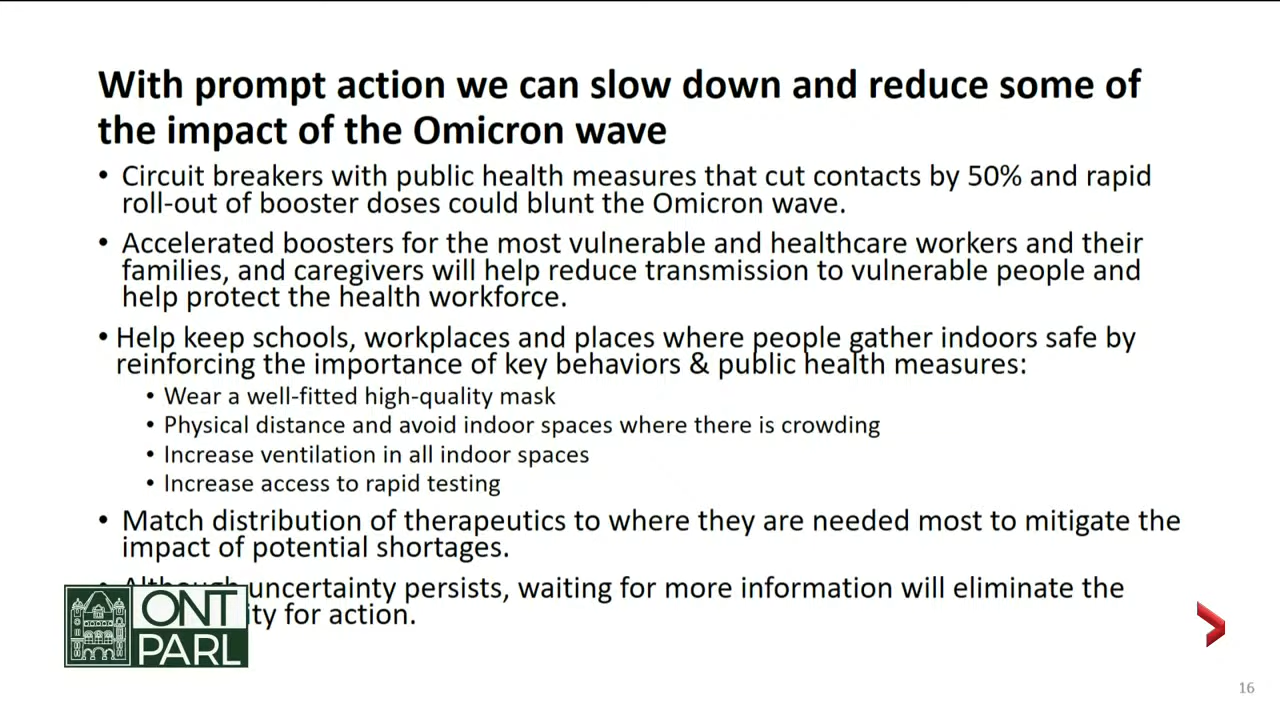 With prompt action we can slow down and reduce some of
the impact of the Omicron wave
• Circuit breakers with public health measures that cut contacts by 50% and rapid
roll-out of booster doses could blunt the Omicron wave.
• Accelerated boosters for the most vulnerable and healthcare workers and their
families, and caregivers will help reduce transmission to vulnerable people and
help protect the health workforce.
• Help keep schools, workplaces and places where people gather indoors safe by
reinforcing the importance of key behaviors & public health measures:
• Wear a well-fitted high-quality mask
• Physical distance and avoid indoor spaces where there is crowding
• Increase ventilation in all indoor spaces
• Increase access to rapid testing
• Match distribution of therapeutics to where they are needed most to mitigate the
impact of potential shortages.
• Although uncertainty persists, waiting for more information will eliminate the
for action.
ONT
PARL
16